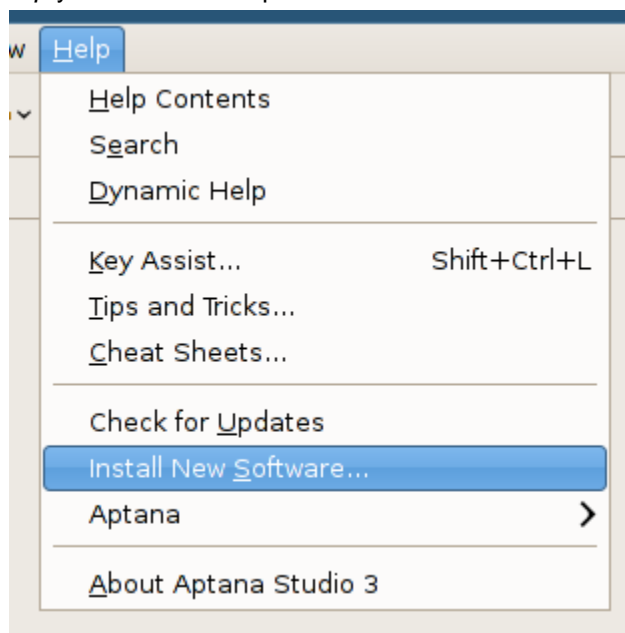 w Help
Help Contents
Search
Dynamic Help
Key Assist... Shift+Ctrl+L
Tips and Tricks...
Cheat Sheets...
Check for Updates
Install New Software...
Aptana
About Aptana Studio 3